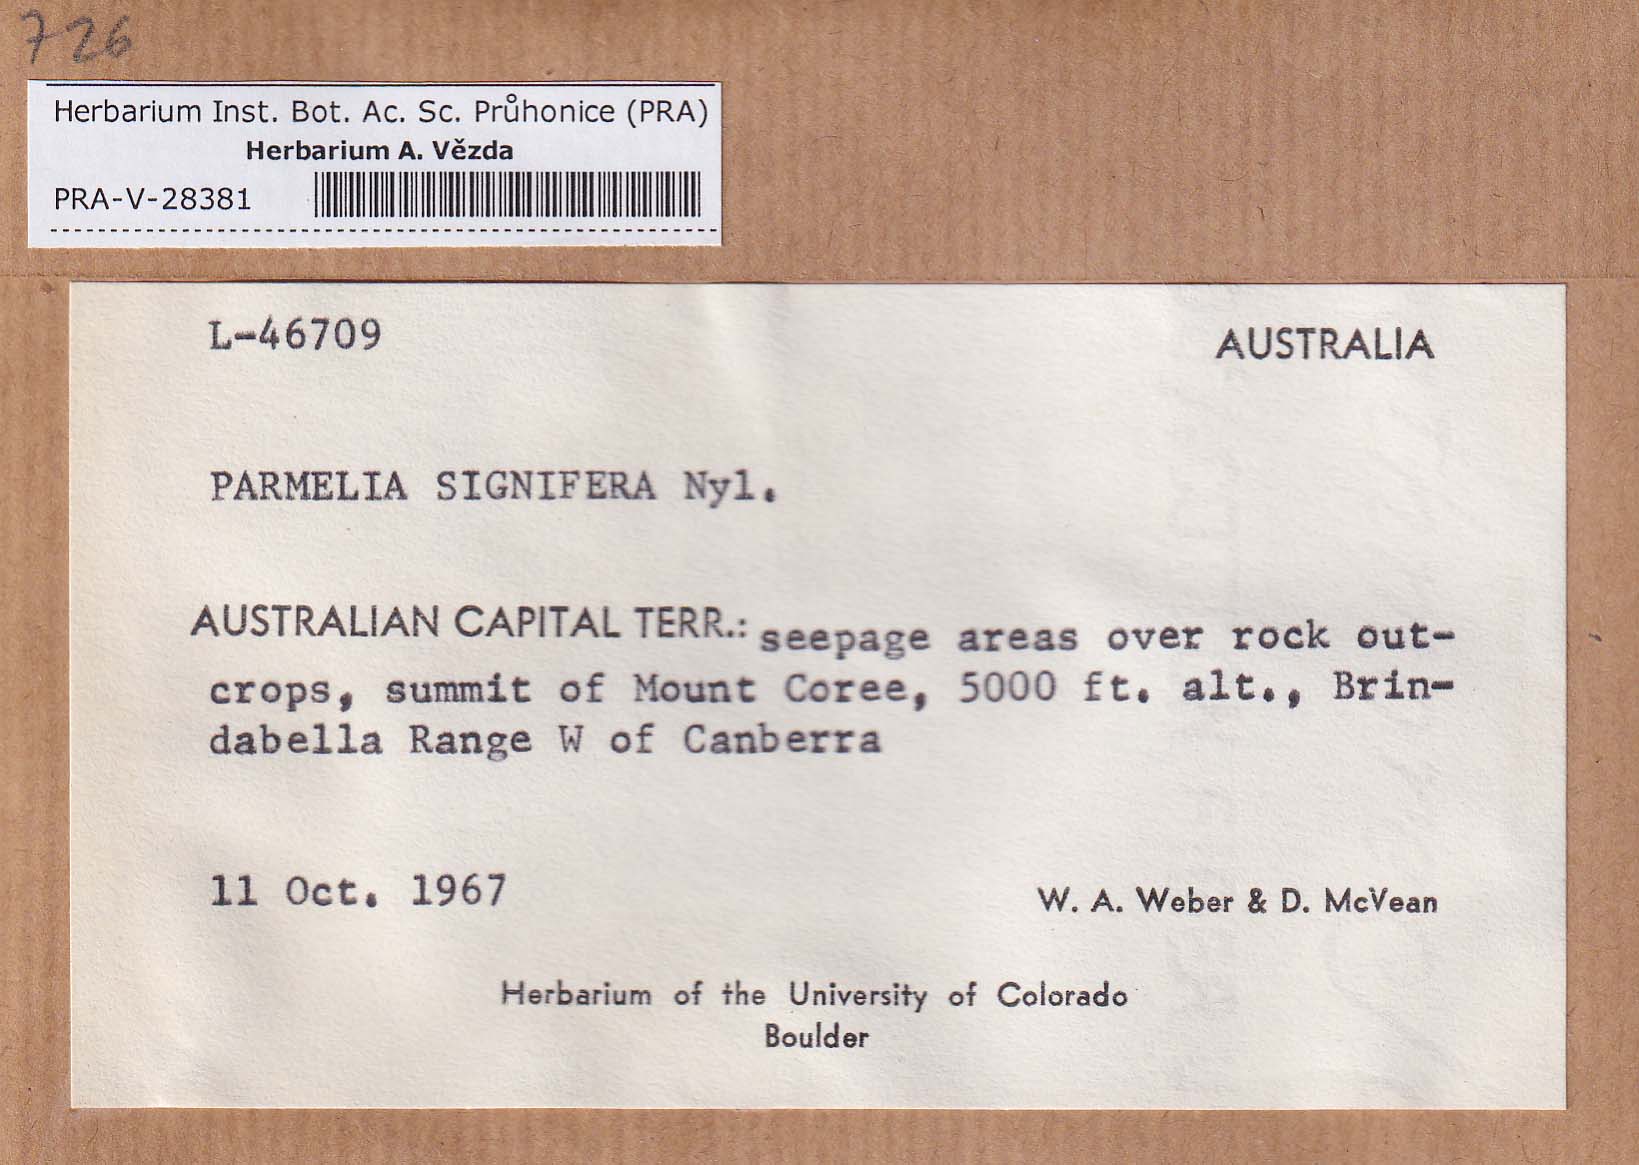 726
Herbarium Inst. Bot. Ac. Sc. Průhonice (PRA)
Herbarium A. Vězda
PRA-V-28381
L-46709
AUSTRALIA
PARMELIA SIGNIFERA Nyl.
AUSTRALIAN CAPITAL TERR.: seepage areas over rock out-
crops, summit of Mount Coree, 5000 ft. alt., Brin-
dabella Range W of Canberra
11 Oct. 1967
W. A. Weber & D. McVean
Herbarium of the University of Colorado
Boulder